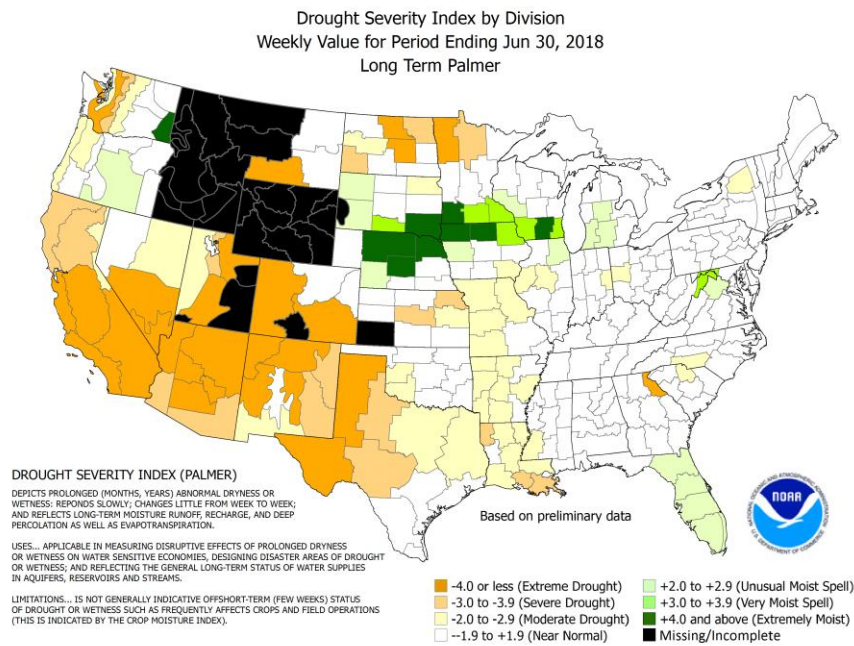 Drought Severity Index by Division
Weekly Value for Period Ending Jun 30, 2018
Long Term Palmer
DROUGHT SEVERITY INDEX (PALMER)
DEPICTS PROLONGED (MONTHS, YEARS) ABNORMAL DRYNESS OR
WETNESS: REPONDS SLOWLY; CHANGES LITTLE FROM WEEK TO WEEK;
AND REFLECTS LONG-TERM MOISTURE RUNOFF, RECHARGE, AND DEEP
PERCOLATION AS WELL AS EVAPOTRANSPIRATION.
USES... APPLICABLE IN MEASURING DISRUPTIVE EFFECTS OF PROLONGED DRYNESS
OR WETNESS ON WATER SENSITIVE ECONOMIES, DESIGNING DISASTER AREAS OF DROUGHT
OR WETNESS; AND REFLECTING THE GENERAL LONG-TERM STATUS OF WATER SUPPLIES
IN AQUIFERS, RESERVOIRS AND STREAMS.
LIMITATIONS... IS NOT GENERALLY INDICATIVE OFFSHORT-TERM (FEW WEEKS) STATUS
OF DROUGHT OR WETNESS SUCH AS FREQUENTLY AFFECTS CROPS AND FIELD OPERATIONS
(THIS IS INDICATED BY THE CROP MOISTURE INDEX).
Based on preliminary data
NATIONAL OCEANIC AND ATMOSPHERIC ADMINISTRATION
NOAA
U.S. DEPARTMENT OF COMMERCE
-4.0 or less (Extreme Drought)
-3.0 to -3.9 (Severe Drought)
-2.0 to -2.9 (Moderate Drought)
--1.9 to +1.9 (Near Normal)
+2.0 to +2.9 (Unusual Moist Spell)
+3.0 to +3.9 (Very Moist Spell)
+4.0 and above (Extremely Moist)
Missing/Incomplete